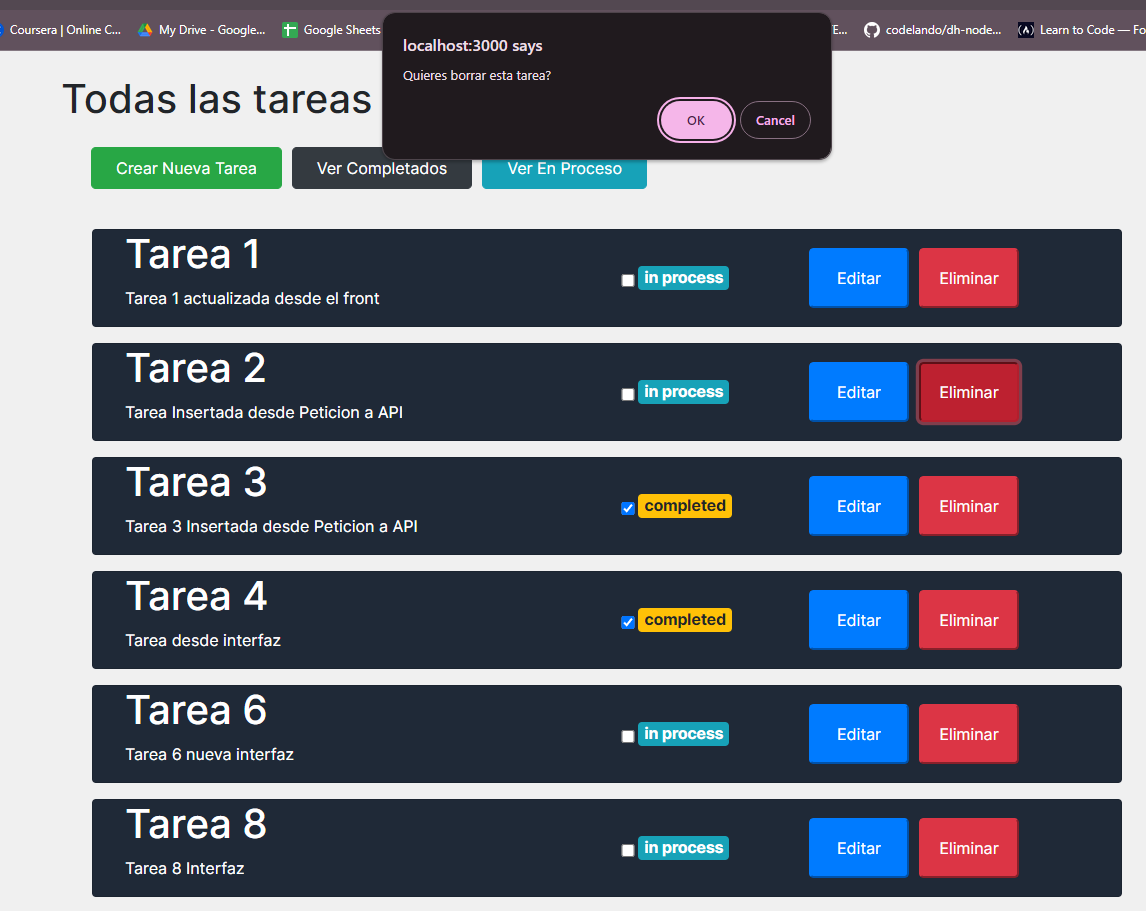 Coursera | Online C...
My Drive - Google...
Google Sheets
E...
codelando/dh-node...
Learn to Code — Fo
localhost:3000 says
Quieres borrar esta tarea?
OK
Cancel
Todas las tareas
Crear Nueva Tarea
Ver Completados
Ver En Proceso
Tarea 1
Tarea 1 actualizada desde el front
in process
Editar
Eliminar
Tarea 2
Tarea Insertada desde Peticion a API
in process
Editar
Eliminar
Tarea 3
Tarea 3 Insertada desde Peticion a API
completed
Editar
Eliminar
Tarea 4
Tarea desde interfaz
completed
Editar
Eliminar
Tarea 6
Tarea 6 nueva interfaz
in process
Editar
Eliminar
Tarea 8
Tarea 8 Interfaz
in process
Editar
Eliminar